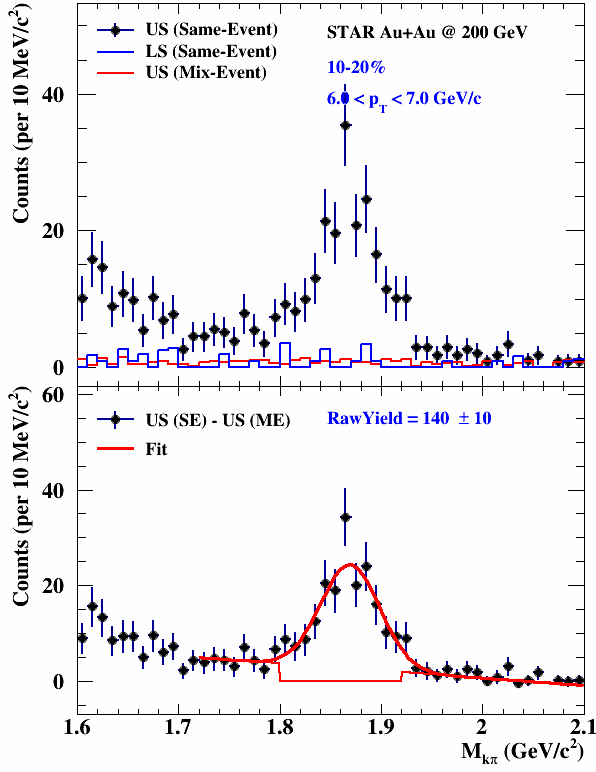 US (Same-Event)
LS (Same-Event)
US (Mix-Event)
STAR Au+Au @ 200 GeV
10-20%
6.0 < pT < 7.0 GeV/c
Counts (per 10 MeV/c²)
40
20
0
US (SE) - US (ME)
Fit
RawYield = 140 ± 10
Counts (per 10 MeV/c²)
60
40
20
0
1.6 1.7 1.8 1.9 2 2.1
Mkπ (GeV/c²)